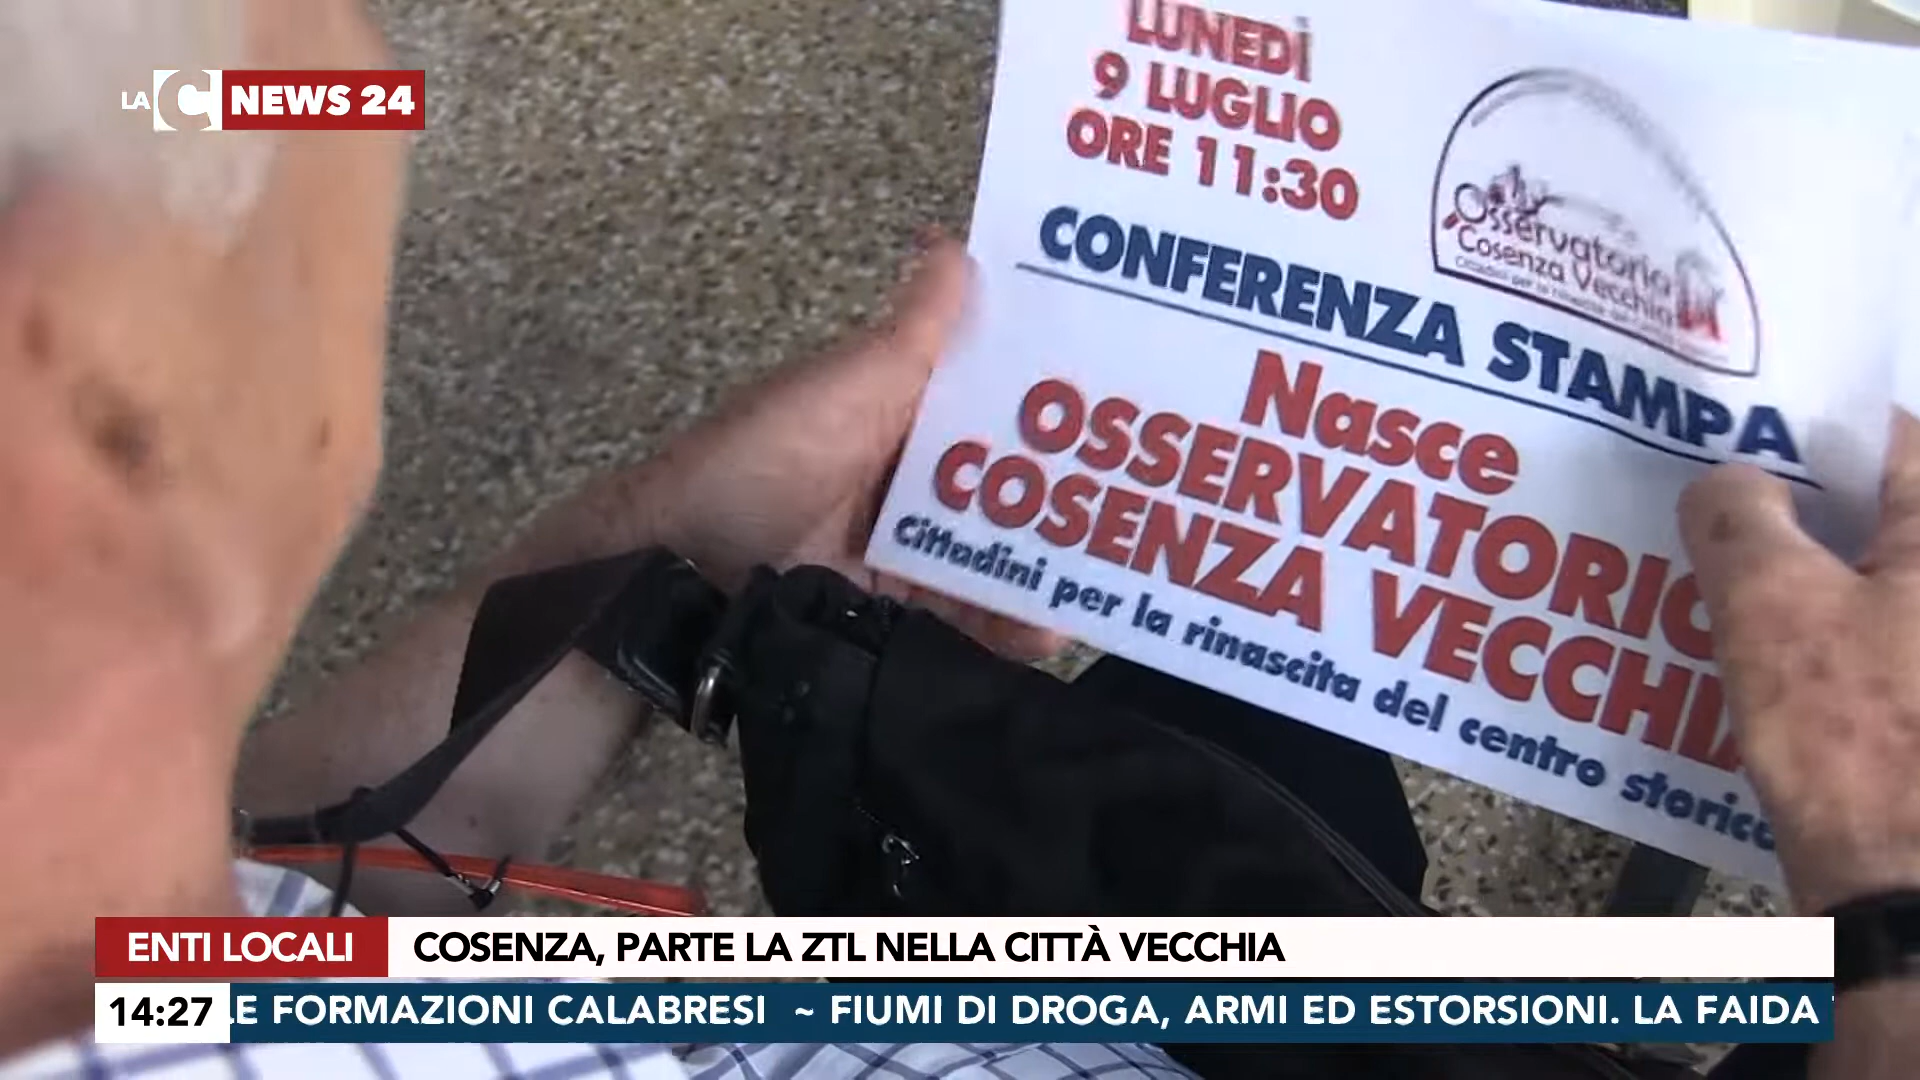 LA C NEWS 24
LUNEDÌ
9 LUGLIO
ORE 11:30
Osservatorio
Cosenza Vecchia
CONFERENZA STAMPA
Nasce
OSSERVATORIO
COSENZA VECCHIA
Cittadini per la rinascita del centro storico
ENTI LOCALI COSENZA, PARTE LA ZTL NELLA CITTÀ VECCHIA
14:27 LE FORMAZIONI CALABRESI ~ FIUMI DI DROGA, ARMI ED ESTORSIONI. LA FAIDA